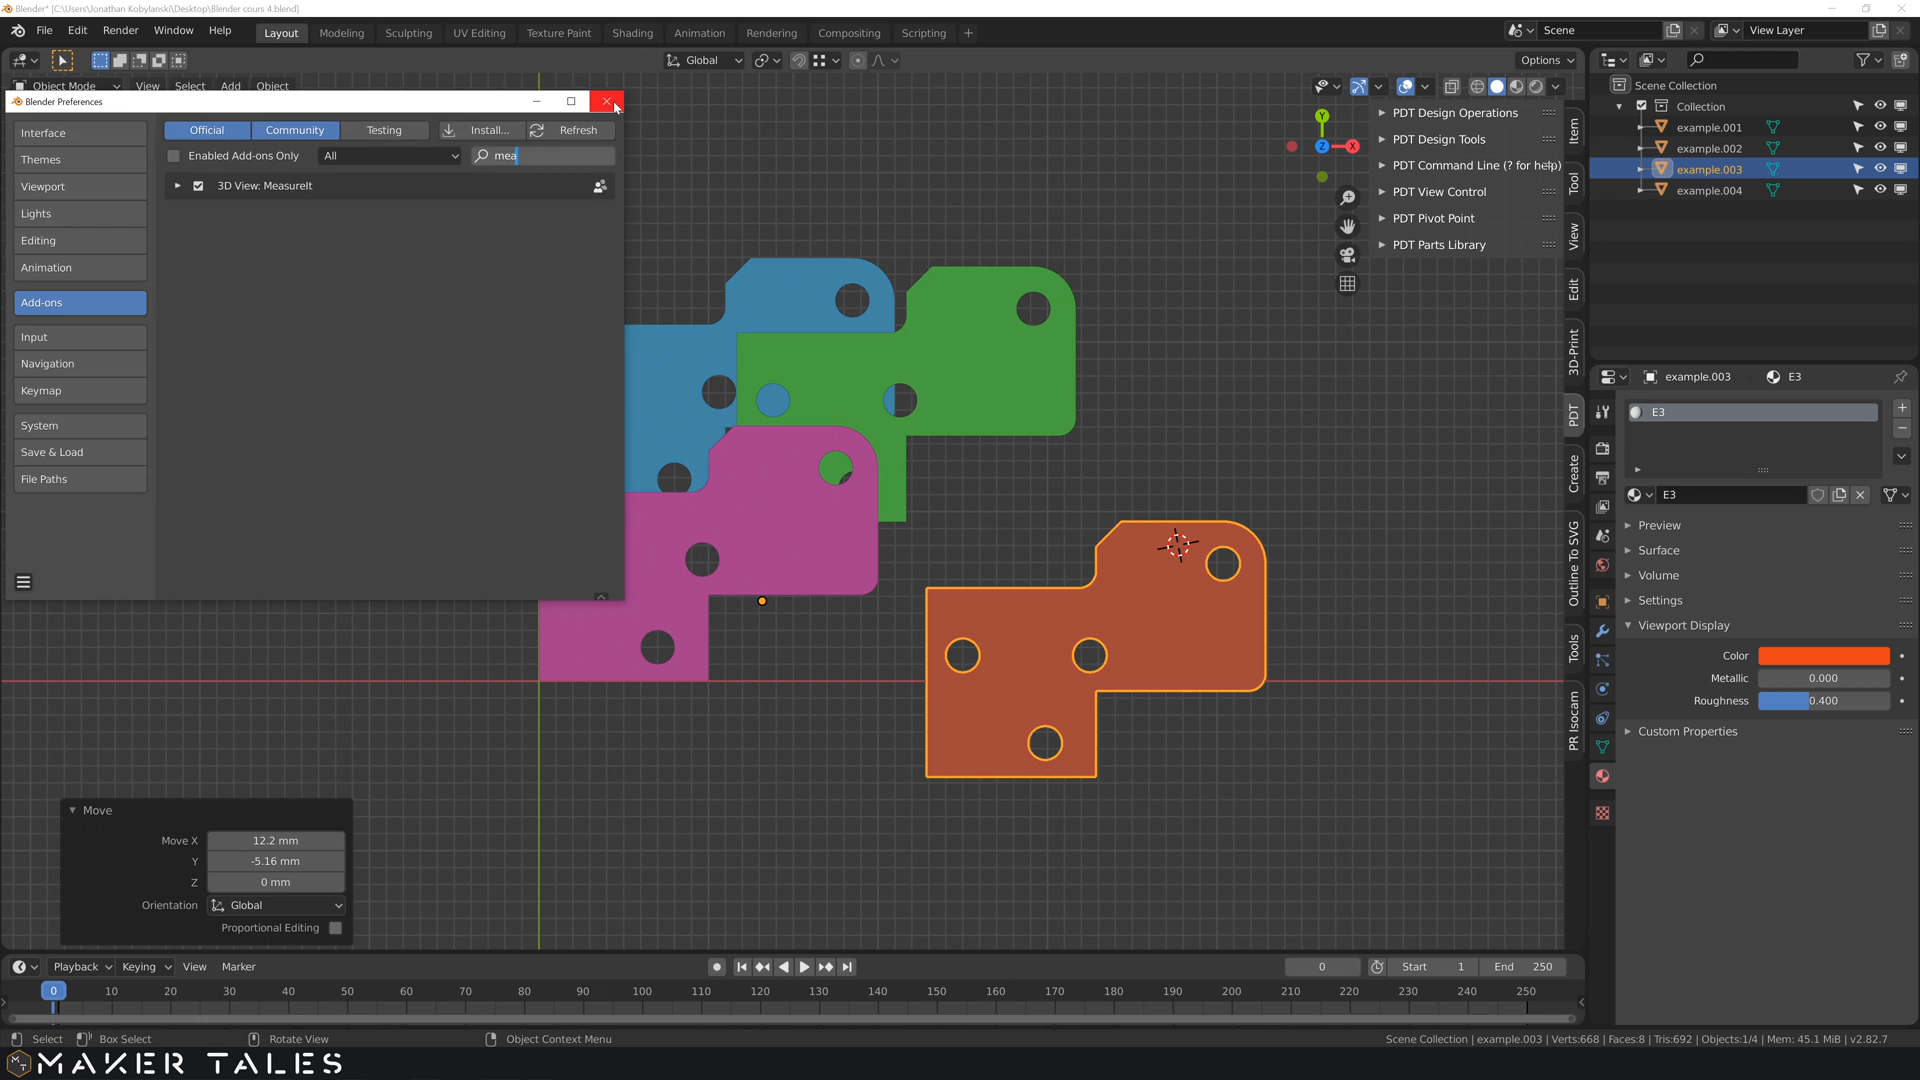 Blender* [C:\Users\Jonathan Kobylanski\Desktop\Blender cours 4.blend]
File Edit Render Window Help
Layout Modeling Sculpting UV Editing Texture Paint Shading Animation Rendering Compositing Scripting +
Scene
View Layer
Global
Options
Object Mode View Select Add Object
Blender Preferences
Interface
Themes
Viewport
Lights
Editing
Animation
Add-ons
Input
Navigation
Keymap
System
Save & Load
File Paths
Official Community Testing
Install... Refresh
Enabled Add-ons Only
All
mea
3D View: MeasureIt
Y
Z
X
PDT Design Operations
PDT Design Tools
PDT Command Line (? for help)
PDT View Control
PDT Pivot Point
PDT Parts Library
Item
Tool
View
Edit
3D-Print
PDT
Create
Outline To SVG
Tools
PR Isocam
Scene Collection
Collection
example.001
example.002
example.003
example.004
example.003 E3
E3
E3
Preview
Surface
Volume
Settings
Viewport Display
Color
Metallic 0.000
Roughness 0.400
Custom Properties
Move
Move X 12.2 mm
Y -5.16 mm
Z 0 mm
Orientation Global
Proportional Editing
Playback Keying View Marker
0
Start 1
End 250
0 10 20 30 40 50 60 70 80 90 100 110 120 130 140 150 160 170 180 190 200 210 220 230 240 250
Select Box Select Rotate View Object Context Menu
Scene Collection | example.003 | Verts:668 | Faces:8 | Tris:692 | Objects:1/4 | Mem: 45.1 MiB | v2.82.7
MAKER TALES